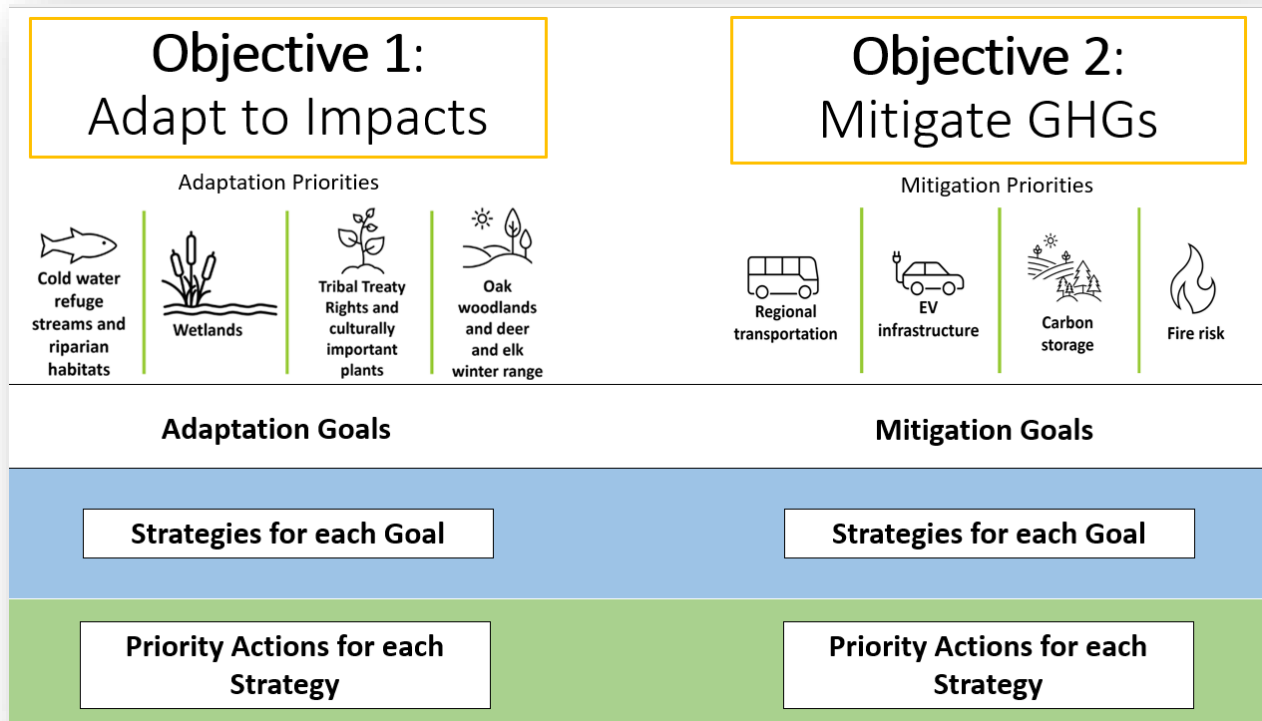 Objective 1:
Adapt to Impacts
Adaptation Priorities
Cold water
refuge
streams and
riparian
habitats
Wetlands
Tribal Treaty
Rights and
culturally
important
plants
Oak
woodlands
and deer
and elk
winter range
Objective 2:
Mitigate GHGs
Mitigation Priorities
Regional
transportation
EV
infrastructure
Carbon
storage
Fire risk
Adaptation Goals
Mitigation Goals
Strategies for each Goal
Strategies for each Goal
Priority Actions for each
Strategy
Priority Actions for each
Strategy